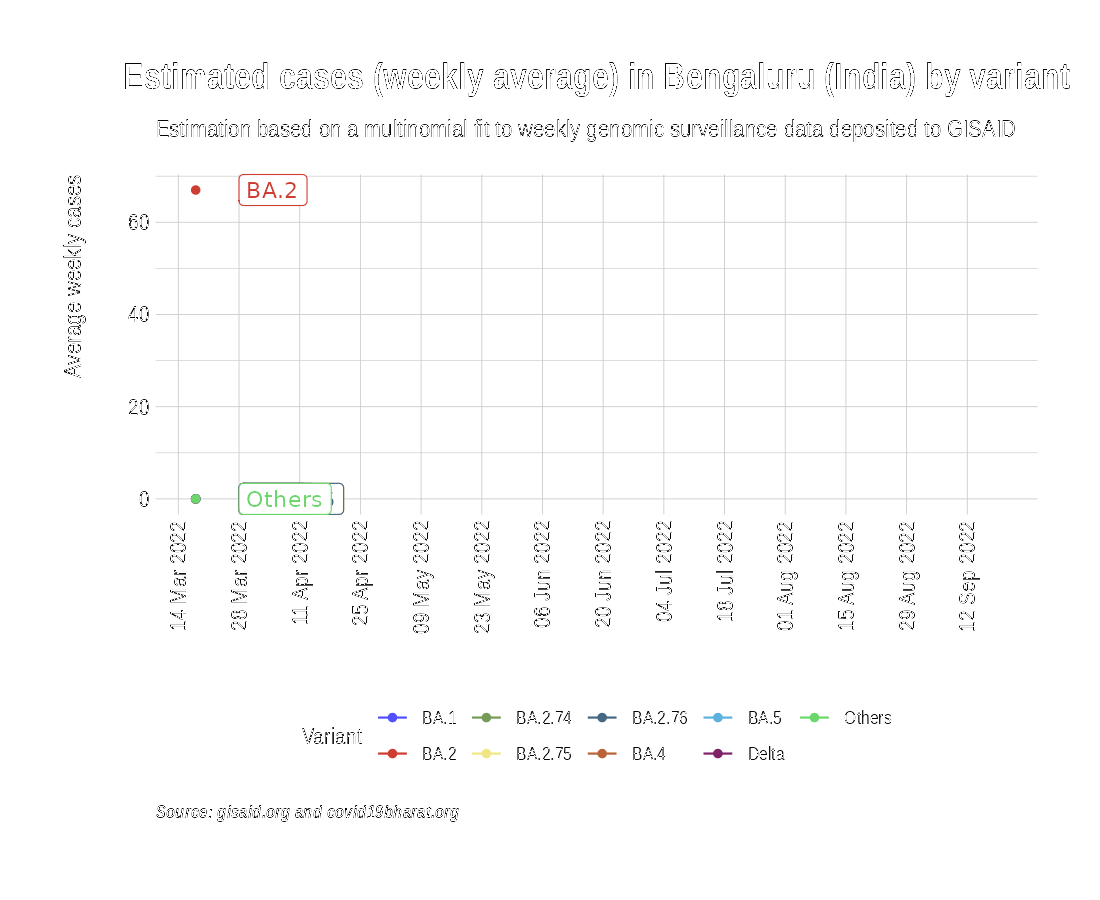 Estimated cases (weekly average) in Bengaluru (India) by variant
Estimation based on a multinomial fit to weekly genomic surveillance data deposited to GISAID
Average weekly cases
60
40
20
0
BA.2
Others
14 Mar 2022
28 Mar 2022
11 Apr 2022
25 Apr 2022
09 May 2022
23 May 2022
06 Jun 2022
20 Jun 2022
04 Jul 2022
18 Jul 2022
01 Aug 2022
15 Aug 2022
29 Aug 2022
12 Sep 2022
Variant
BA.1 BA.2.74 BA.2.76 BA.5 Others
BA.2 BA.2.75 BA.4 Delta
Source: gisaid.org and covid19bharat.org